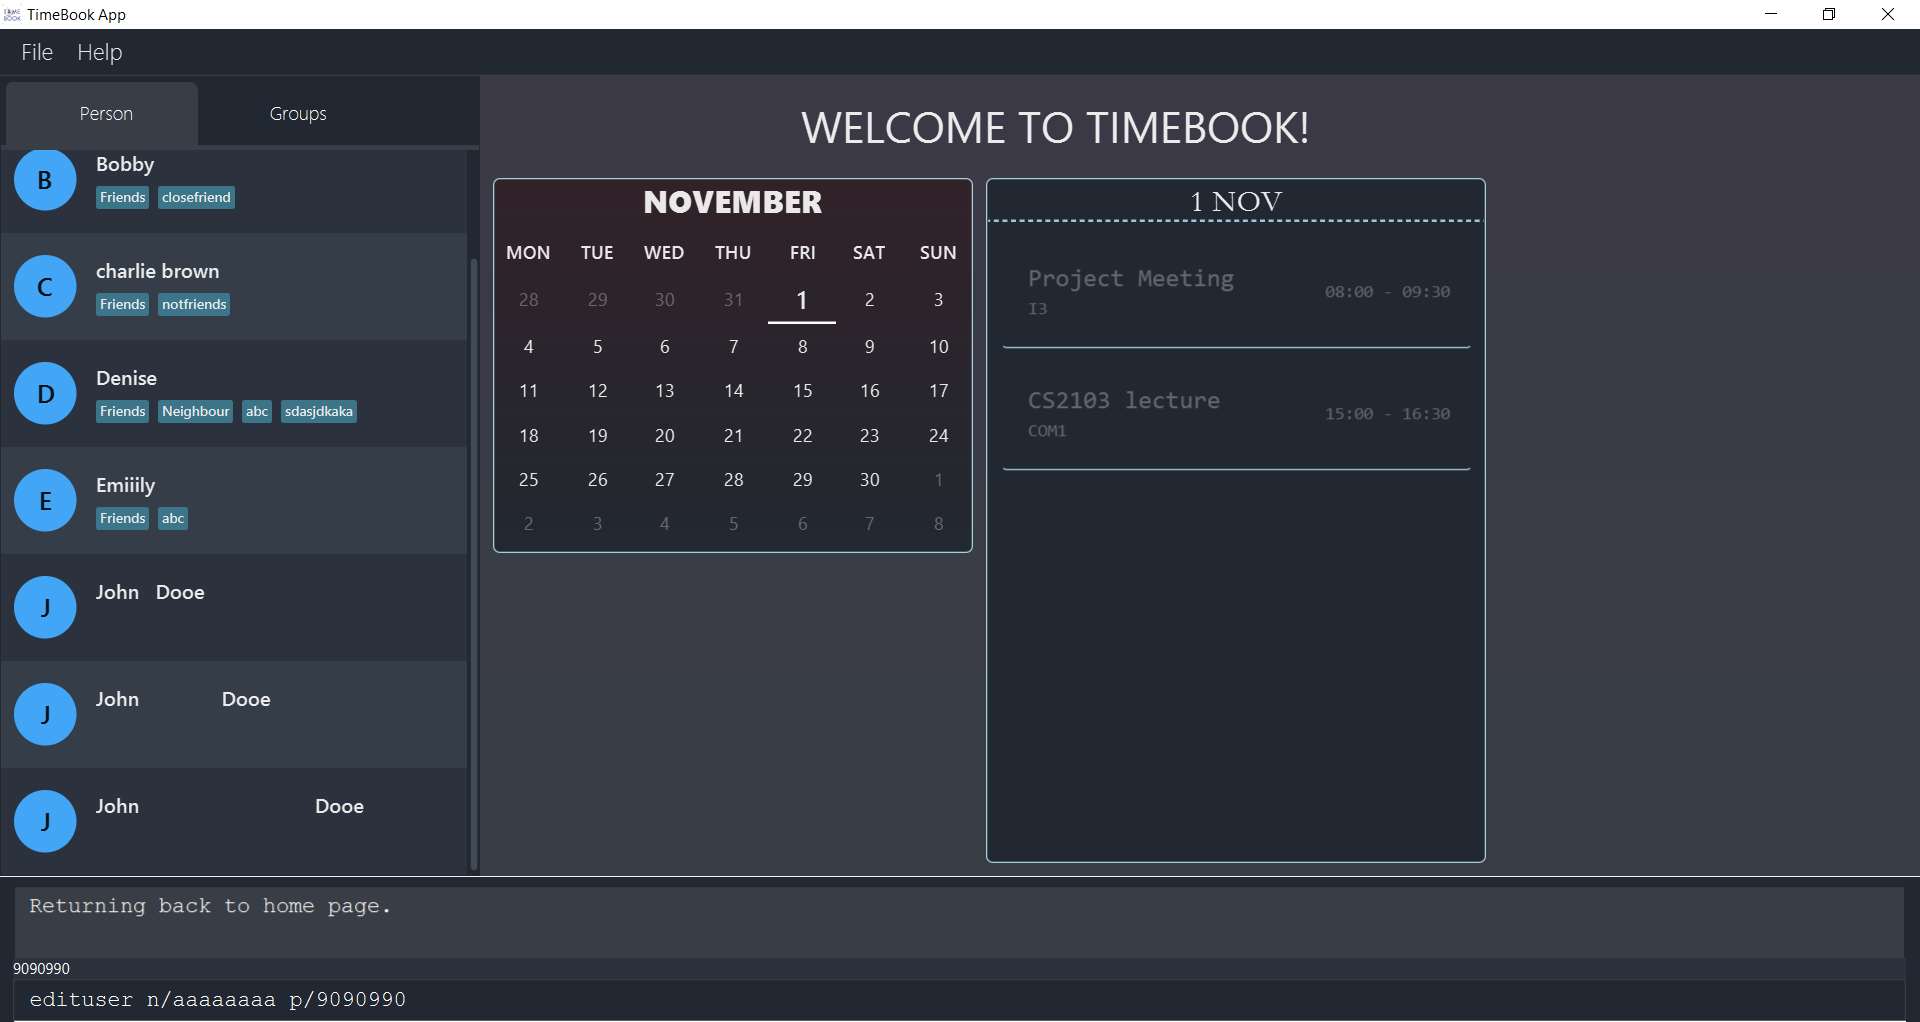 TIME BOOK TimeBook App
File Help
Person Groups
B Bobby
Friends closefriend
C charlie brown
Friends notfriends
D Denise
Friends Neighbour abc sdasjdkaka
E Emiiily
Friends abc
J John Dooe
J John Dooe
J John Dooe
WELCOME TO TIMEBOOK!
NOVEMBER
MON TUE WED THU FRI SAT SUN
28 29 30 31 1 2 3
4 5 6 7 8 9 10
11 12 13 14 15 16 17
18 19 20 21 22 23 24
25 26 27 28 29 30 1
2 3 4 5 6 7 8
1 NOV
Project Meeting 08:00 - 09:30
I3
CS2103 lecture 15:00 - 16:30
COM1
Returning back to home page.
9090990
edituser n/aaaaaaaa p/9090990